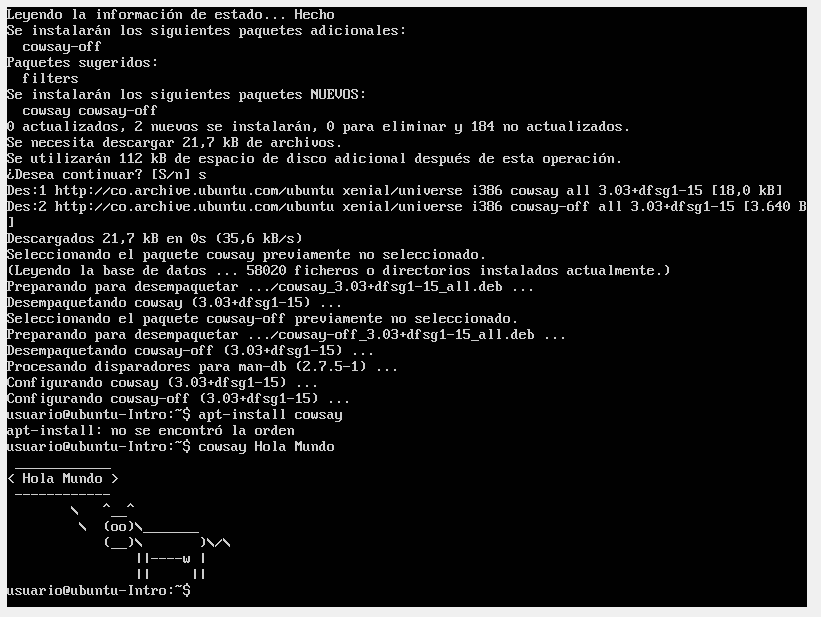 Leyendo la información de estado... Hecho
Se instalarán los siguientes paquetes adicionales:
  cowsay-off
Paquetes sugeridos:
  filters
Se instalarán los siguientes paquetes NUEVOS:
  cowsay cowsay-off
0 actualizados, 2 nuevos se instalarán, 0 para eliminar y 184 no actualizados.
Se necesita descargar 21,7 kB de archivos.
Se utilizarán 112 kB de espacio de disco adicional después de esta operación.
¿Desea continuar? [S/n] s
Des:1 http://co.archive.ubuntu.com/ubuntu xenial/universe i386 cowsay all 3.03+dfsg1-15 [18,0 kB]
Des:2 http://co.archive.ubuntu.com/ubuntu xenial/universe i386 cowsay-off all 3.03+dfsg1-15 [3.640 B
]
Descargados 21,7 kB en 0s (35,6 kB/s)
Seleccionando el paquete cowsay previamente no seleccionado.
(Leyendo la base de datos ... 58020 ficheros o directorios instalados actualmente.)
Preparando para desempaquetar .../cowsay_3.03+dfsg1-15_all.deb ...
Desempaquetando cowsay (3.03+dfsg1-15) ...
Seleccionando el paquete cowsay-off previamente no seleccionado.
Preparando para desempaquetar .../cowsay-off_3.03+dfsg1-15_all.deb ...
Desempaquetando cowsay-off (3.03+dfsg1-15) ...
Procesando disparadores para man-db (2.7.5-1) ...
Configurando cowsay (3.03+dfsg1-15) ...
Configurando cowsay-off (3.03+dfsg1-15) ...
usuario@ubuntu-Intro:~$ apt-install cowsay
apt-install: no se encontró la orden
usuario@ubuntu-Intro:~$ cowsay Hola Mundo
 ____________
< Hola Mundo >
 ------------
        \   ^__^
         \  (oo)\_______
            (__)\       )\/\
                ||----w |
                ||     ||
usuario@ubuntu-Intro:~$